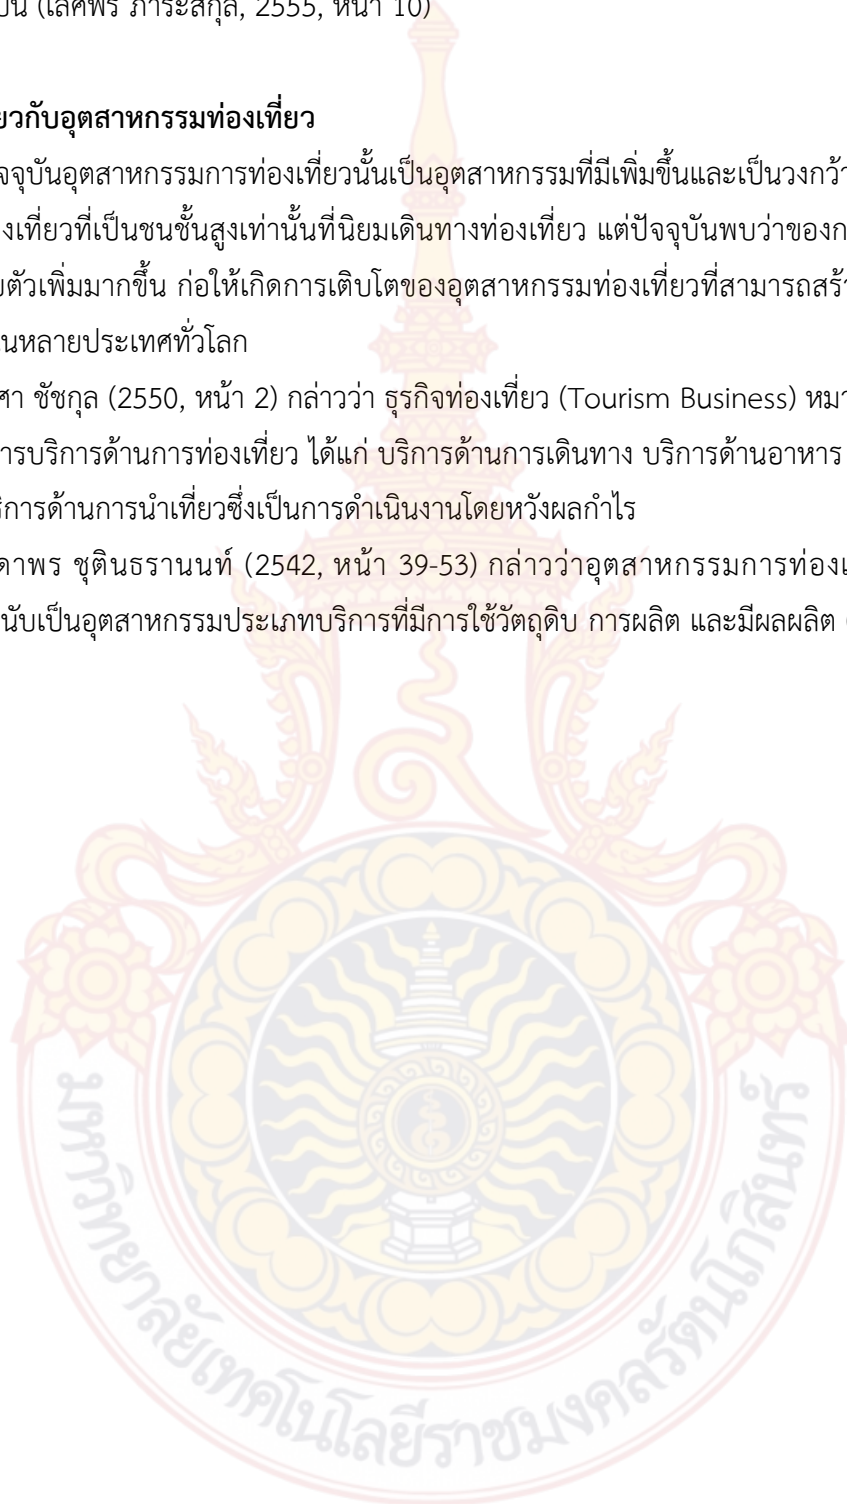 (เลิศพร ภาระสกุล, 2555, หน้า 10)
ยวกับอุตสาหกรรมท่องเที่ยว
จจุบันอุตสาหกรรมการท่องเที่ยวนั้นเป็นอุตสาหกรรมที่มีเพิ่มขึ้นและเป็นวงกว้า
งเที่ยวที่เป็นชนชั้นสูงเท่านั้นที่นิยมเดินทางท่องเที่ยว แต่ปัจจุบันพบว่าของก
ยตัวเพิ่มมากขึ้น ก่อให้เกิดการเติบโตของอุตสาหกรรมท่องเที่ยวที่สามารถสร้า
นหลายประเทศทั่วโลก
ศา ชัชกุล (2550, หน้า 2) กล่าวว่า ธุรกิจท่องเที่ยว (Tourism Business) หมา
ารบริการด้านการท่องเที่ยว ได้แก่ บริการด้านการเดินทาง บริการด้านอาหาร
ริการด้านการนำเที่ยวซึ่งเป็นการดำเนินงานโดยหวังผลกำไร
ดาพร ชุตินธรานนท์ (2542, หน้า 39-53) กล่าวว่าอุตสาหกรรมการท่องเ
นับเป็นอุตสาหกรรมประเภทบริการที่มีการใช้วัตถุดิบ การผลิต และมีผลผลิต
มหาวิทยาลัยเทคโนโลยีราชมงคลรัตนโกสินทร์